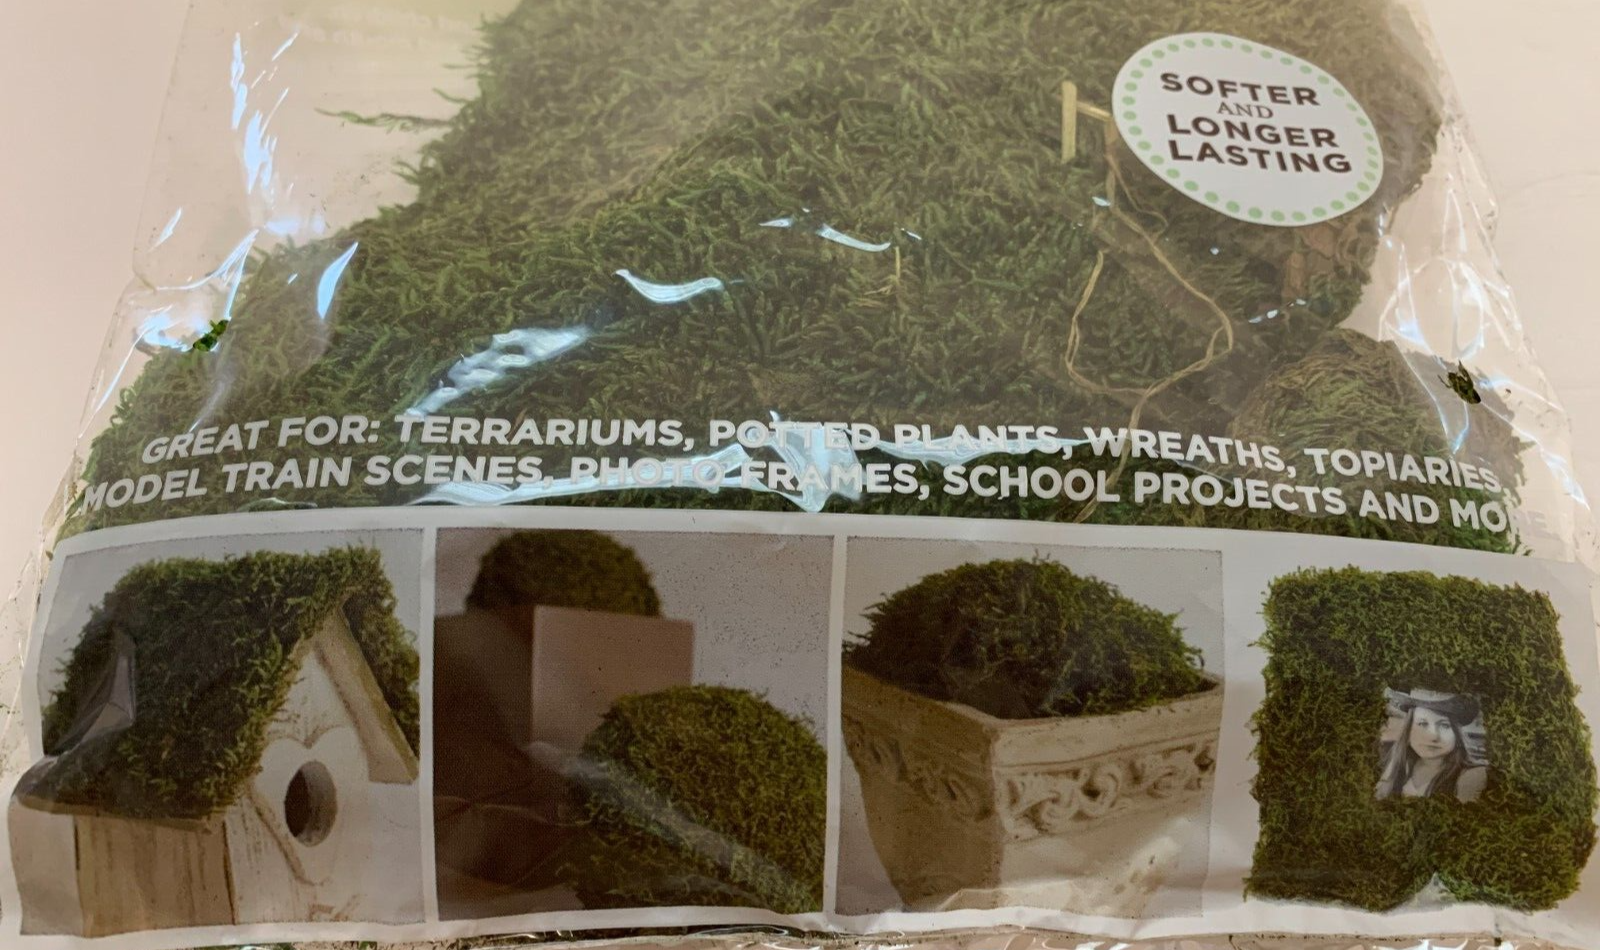 SOFTER
AND
LONGER
LASTING
GREAT FOR: TERRARIUMS, POTTED PLANTS, WREATHS, TOPIARIES,
MODEL TRAIN SCENES, PHOTO FRAMES, SCHOOL PROJECTS AND MORE